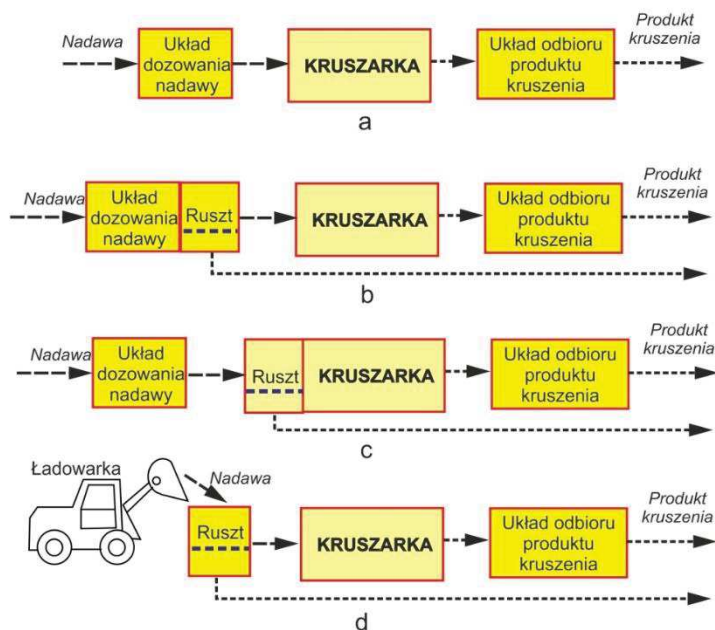 Nadawa
Układ
dozowania
nadawy
KRUSZARKA
Układ odbioru
produktu
kruszenia
Produkt
kruszenia
a
Nadawa
Układ
dozowania
nadawy
Ruszt
KRUSZARKA
Układ odbioru
produktu
kruszenia
Produkt
kruszenia
b
Nadawa
Układ
dozowania
nadawy
Ruszt
KRUSZARKA
Układ odbioru
produktu
kruszenia
Produkt
kruszenia
c
Ładowarka
Nadawa
Ruszt
KRUSZARKA
Układ odbioru
produktu
kruszenia
Produkt
kruszenia
d